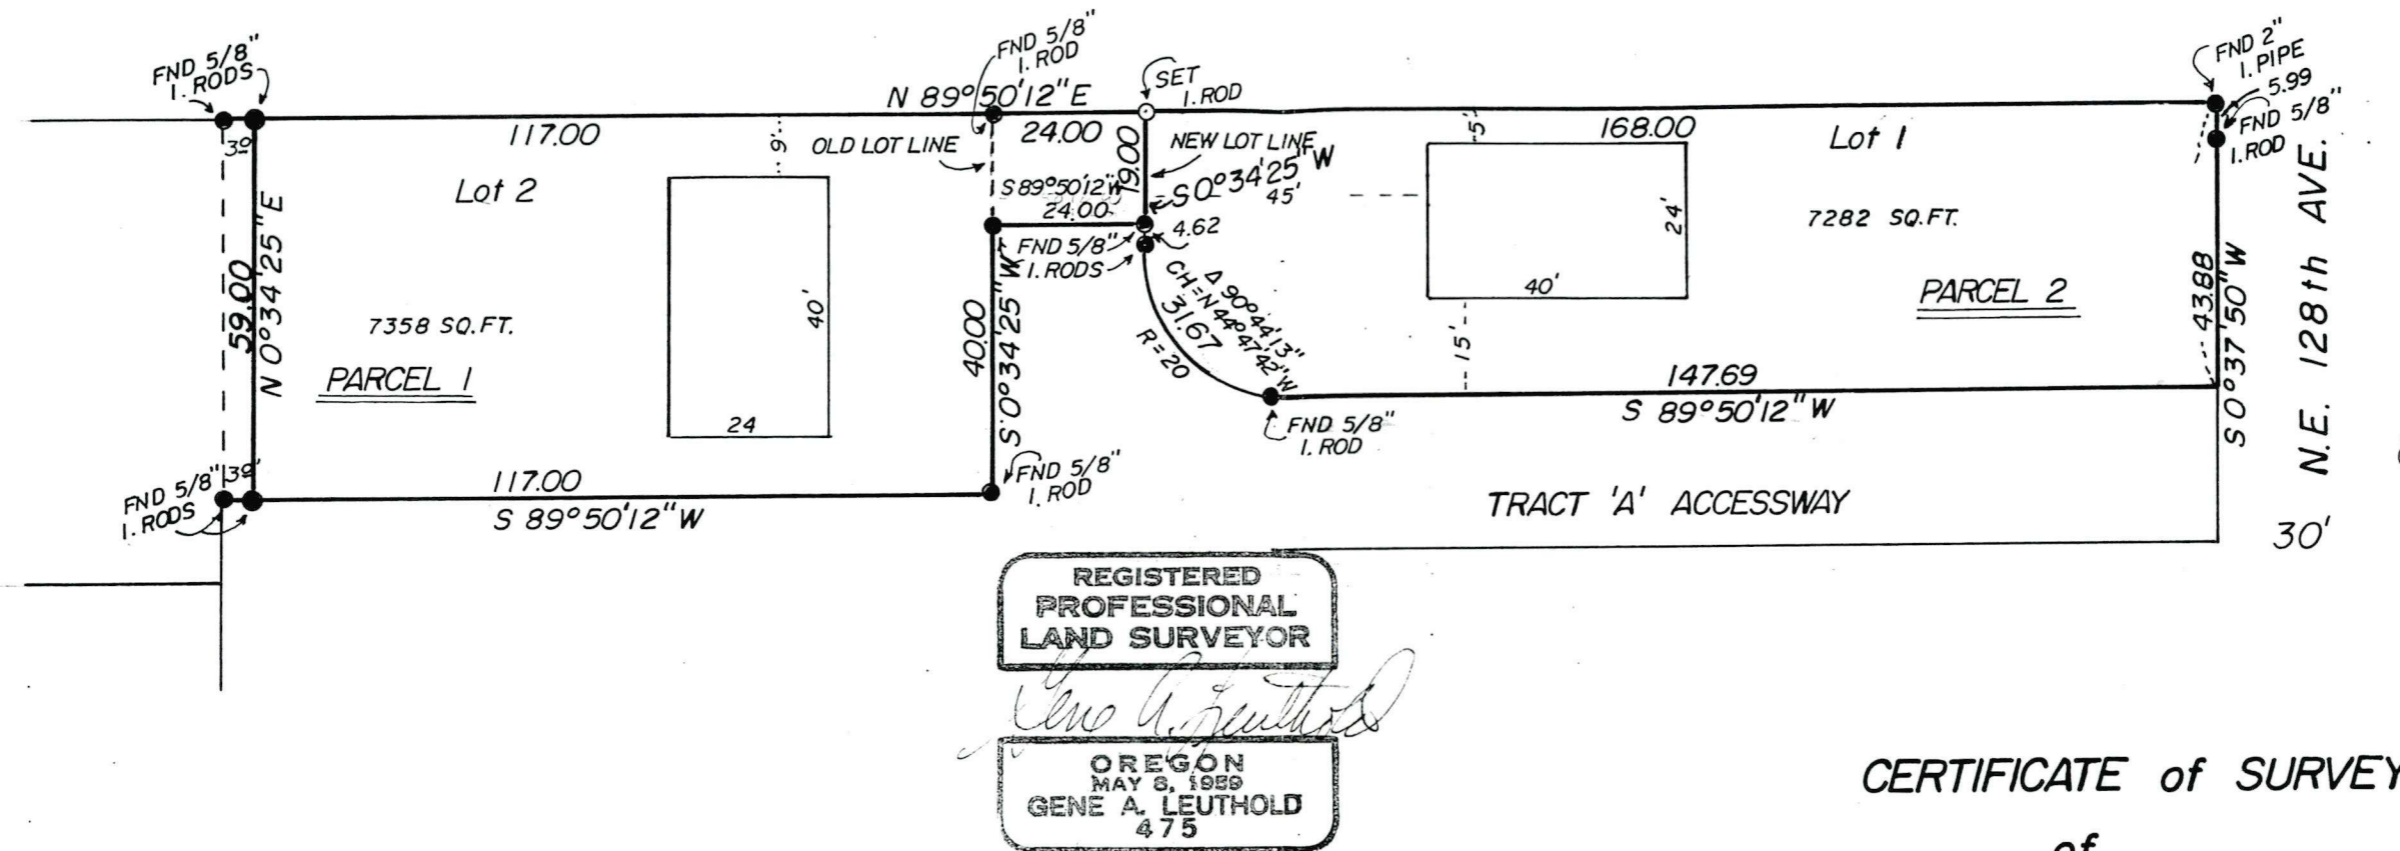 FND 5/8"
I. RODS
FND 5/8"
I. ROD
N 89°50'12"E
SET
I. ROD
FND 2"
I. PIPE
5.99
FND 5/8"
I. ROD
117.00
9'
OLD LOT LINE
24.00
19.00
NEW LOT LINE
5'
168.00
Lot 1
Lot 2
S 89°50'12"W
24.00
S 0°34'25"W
45'
4.62
FND 5/8"
I. RODS
24'
7282 SQ.FT.
N.E. 128th AVE.
59.00
N 0°34'25"E
7358 SQ.FT.
PARCEL 1
40'
24
40.00
S 0°34'25"W
Δ 90°44'13"
CH=N44°47'42"W
31.67
R=20
40'
15'
PARCEL 2
43.88
S 0°37'50"W
147.69
S 89°50'12"W
FND 5/8"
I. ROD
FND 5/8"
I. RODS
117.00
S 89°50'12"W
FND 5/8"
I. ROD
TRACT 'A' ACCESSWAY
30'
REGISTERED
PROFESSIONAL
LAND SURVEYOR
Gene A. Leuthold
OREGON
MAY 8, 1959
GENE A. LEUTHOLD
475
CERTIFICATE of SURVEY
of